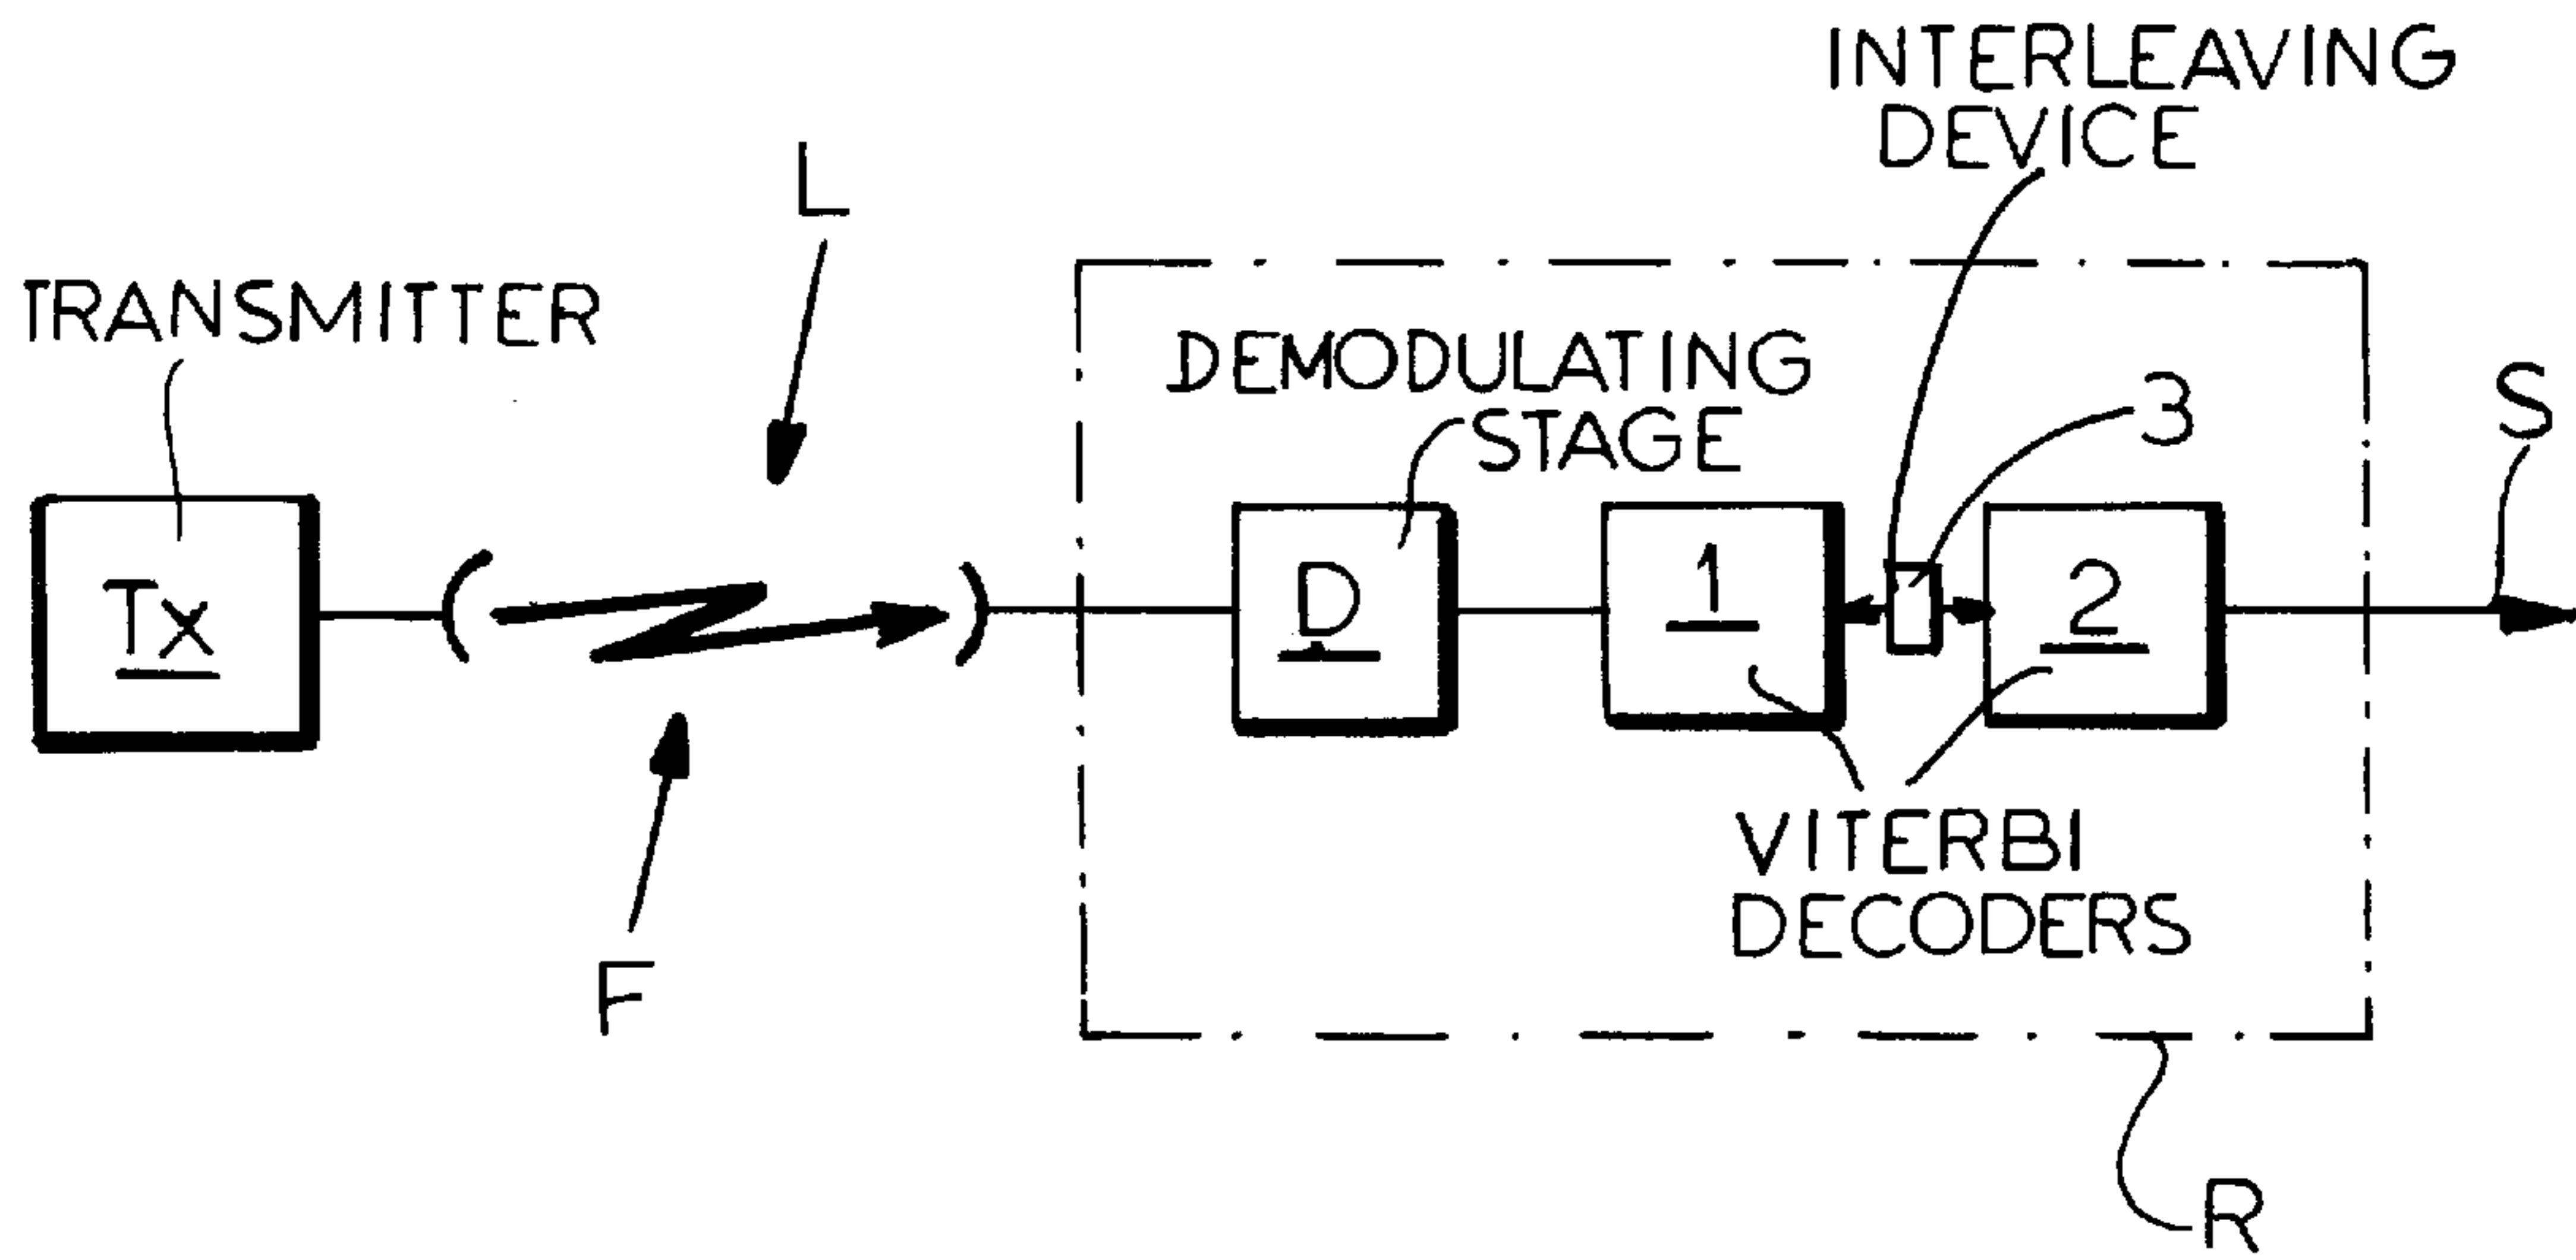 INTERLEAVING
DEVICE
L
TRANSMITTER
DEMODULATING
STAGE
3
S
Tx
D
1
2
VITERBI
DECODERS
F
R